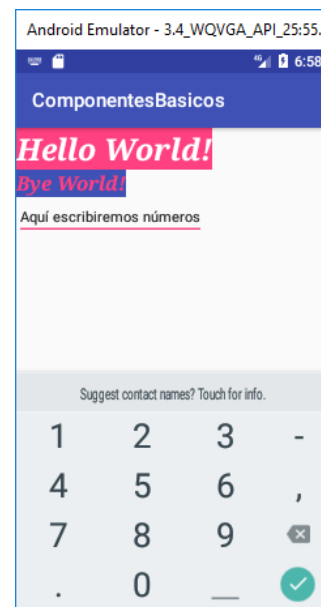 Android Emulator - 3.4_WQVGA_API_25:55.
4G 6:58
ComponentesBasicos
Hello World!
Bye World!
Aquí escribiremos números
Suggest contact names? Touch for info.
1 2 3 -
4 5 6 ,
7 8 9
. 0 _